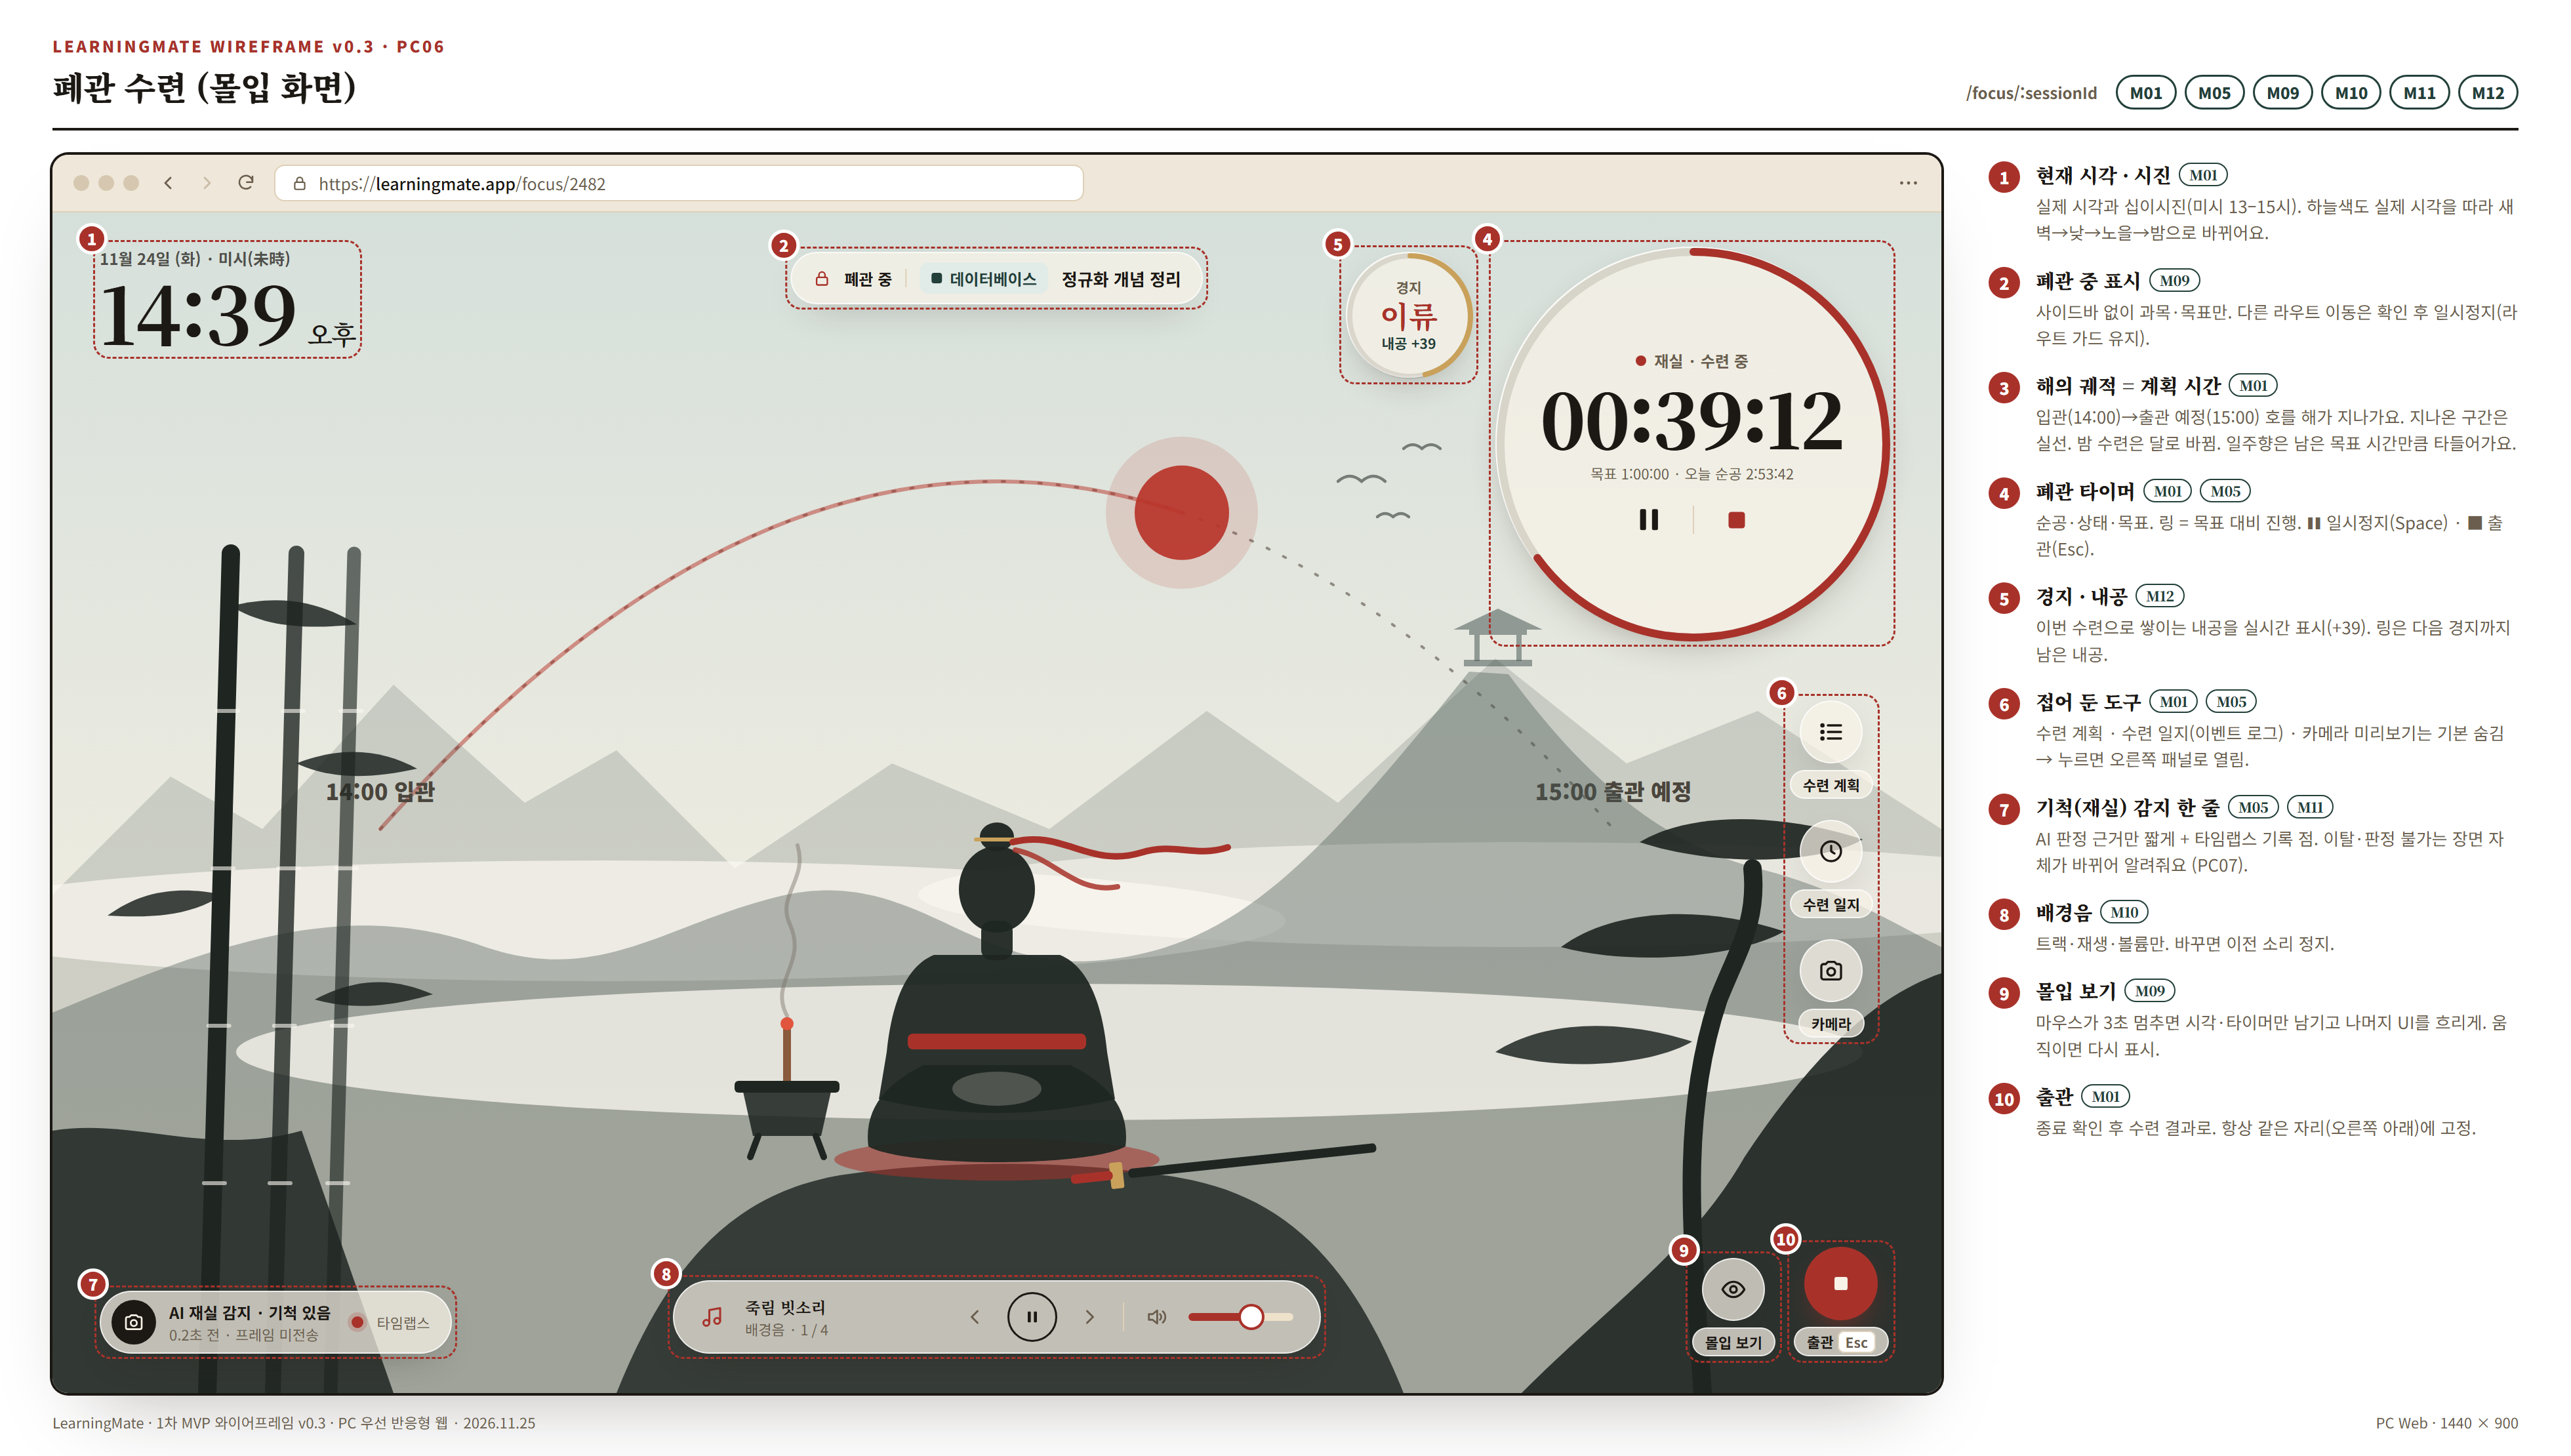 LEARNINGMATE WIREFRAME v0.3 · PC06
폐관 수련 (몰입 화면)
/focus/:sessionId M01 M05 M09 M10 M11 M12
https://learningmate.app/focus/2482
1
11월 24일 (화) · 미시(未時)
14:39 오후
2
폐관 중 데이터베이스 정규화 개념 정리
5
경지
이류
내공 +39
4
재실 · 수련 중
00:39:12
목표 1:00:00 · 오늘 순공 2:53:42
14:00 입관
15:00 출관 예정
6
수련 계획
수련 일지
카메라
7
AI 재실 감지 · 기척 있음
0.2초 전 · 프레임 미전송
타임랩스
8
죽림 빗소리
배경음 · 1 / 4
9
몰입 보기
10
출관 Esc
1 현재 시각 · 시진 M01
실제 시각과 십이시진(미시 13–15시). 하늘색도 실제 시각을 따라 새
벽→낮→노을→밤으로 바뀌어요.
2 폐관 중 표시 M09
사이드바 없이 과목·목표만. 다른 라우트 이동은 확인 후 일시정지(라
우트 가드 유지).
3 해의 궤적 = 계획 시간 M01
입관(14:00)→출관 예정(15:00) 호를 해가 지나가요. 지나온 구간은
실선. 밤 수련은 달로 바뀜. 일주향은 남은 목표 시간만큼 타들어가요.
4 폐관 타이머 M01 M05
순공·상태·목표. 링 = 목표 대비 진행. ▮▮ 일시정지(Space) · ■ 출
관(Esc).
5 경지 · 내공 M12
이번 수련으로 쌓이는 내공을 실시간 표시(+39). 링은 다음 경지까지
남은 내공.
6 접어 둔 도구 M01 M05
수련 계획 · 수련 일지(이벤트 로그) · 카메라 미리보기는 기본 숨김
→ 누르면 오른쪽 패널로 열림.
7 기척(재실) 감지 한 줄 M05 M11
AI 판정 근거만 짧게 + 타임랩스 기록 점. 이탈·판정 불가는 장면 자
체가 바뀌어 알려줘요 (PC07).
8 배경음 M10
트랙·재생·볼륨만. 바꾸면 이전 소리 정지.
9 몰입 보기 M09
마우스가 3초 멈추면 시각·타이머만 남기고 나머지 UI를 흐리게. 움
직이면 다시 표시.
10 출관 M01
종료 확인 후 수련 결과로. 항상 같은 자리(오른쪽 아래)에 고정.
LearningMate · 1차 MVP 와이어프레임 v0.3 · PC 우선 반응형 웹 · 2026.11.25
PC Web · 1440 × 900